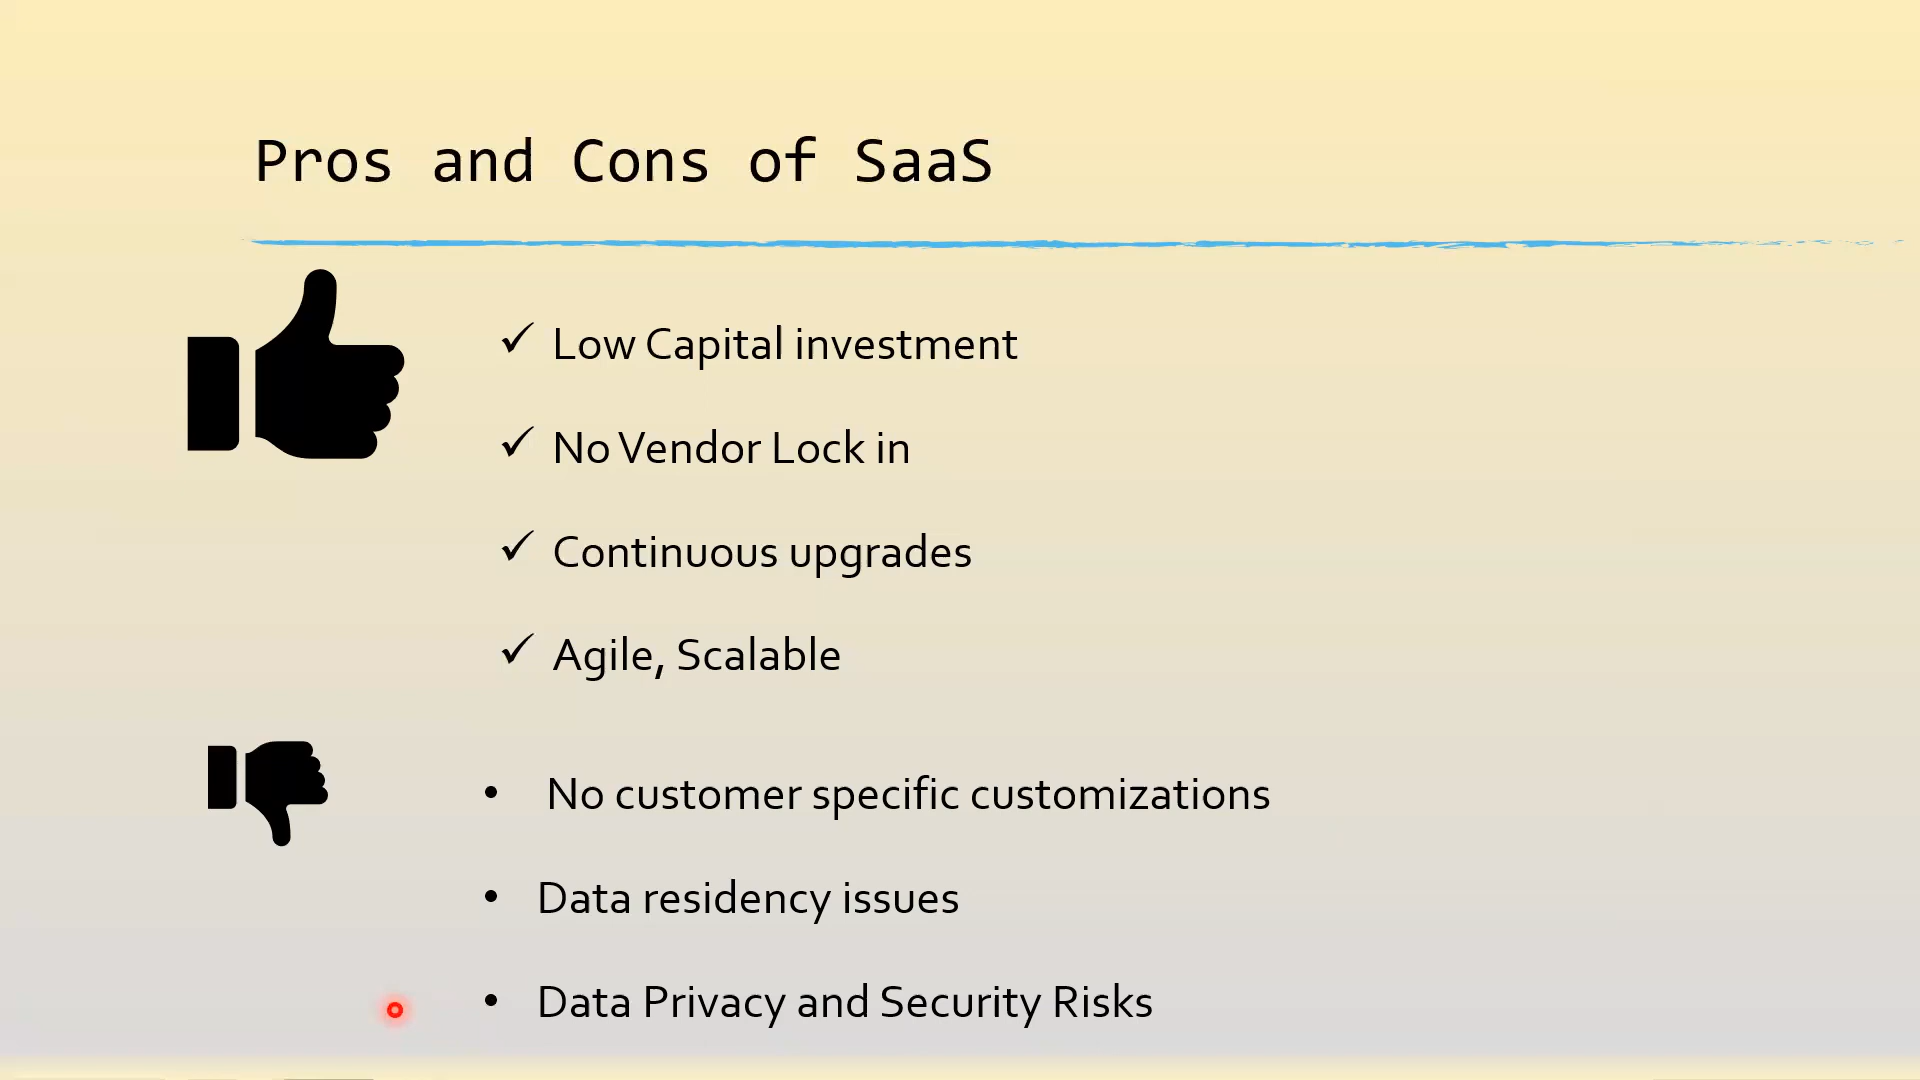 Pros and Cons of SaaS
✓ Low Capital investment
✓ No Vendor Lock in
✓ Continuous upgrades
✓ Agile, Scalable
• No customer specific customizations
• Data residency issues
• Data Privacy and Security Risks